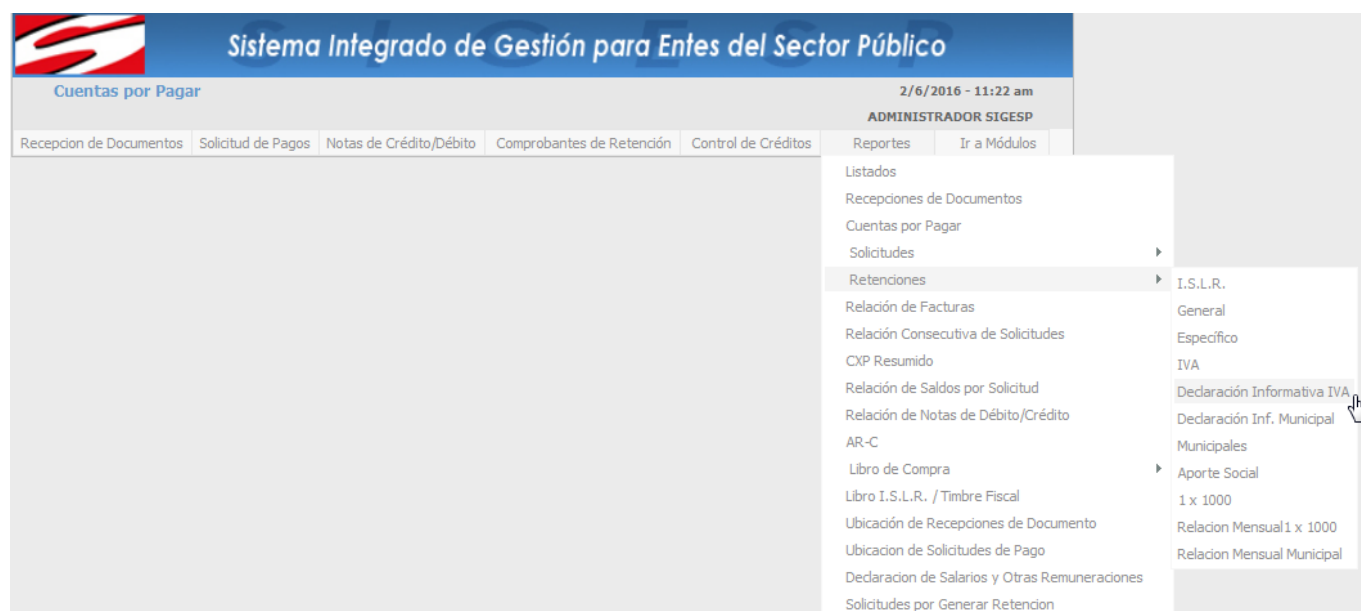 SIGESP
Sistema Integrado de Gestión para Entes del Sector Público
Cuentas por Pagar
2/6/2016 - 11:22 am
ADMINISTRADOR SIGESP
Recepcion de Documentos Solicitud de Pagos Notas de Crédito/Débito Comprobantes de Retención Control de Créditos Reportes Ir a Módulos
Listados
Recepciones de Documentos
Cuentas por Pagar
Solicitudes
Retenciones
Relación de Facturas
Relación Consecutiva de Solicitudes
CXP Resumido
Relación de Saldos por Solicitud
Relación de Notas de Débito/Crédito
AR-C
Libro de Compra
Libro I.S.L.R. / Timbre Fiscal
Ubicación de Recepciones de Documento
Ubicacion de Solicitudes de Pago
Declaracion de Salarios y Otras Remuneraciones
Solicitudes por Generar Retencion
I.S.L.R.
General
Específico
IVA
Declaración Informativa IVA
Declaración Inf. Municipal
Municipales
Aporte Social
1 x 1000
Relacion Mensual1 x 1000
Relacion Mensual Municipal